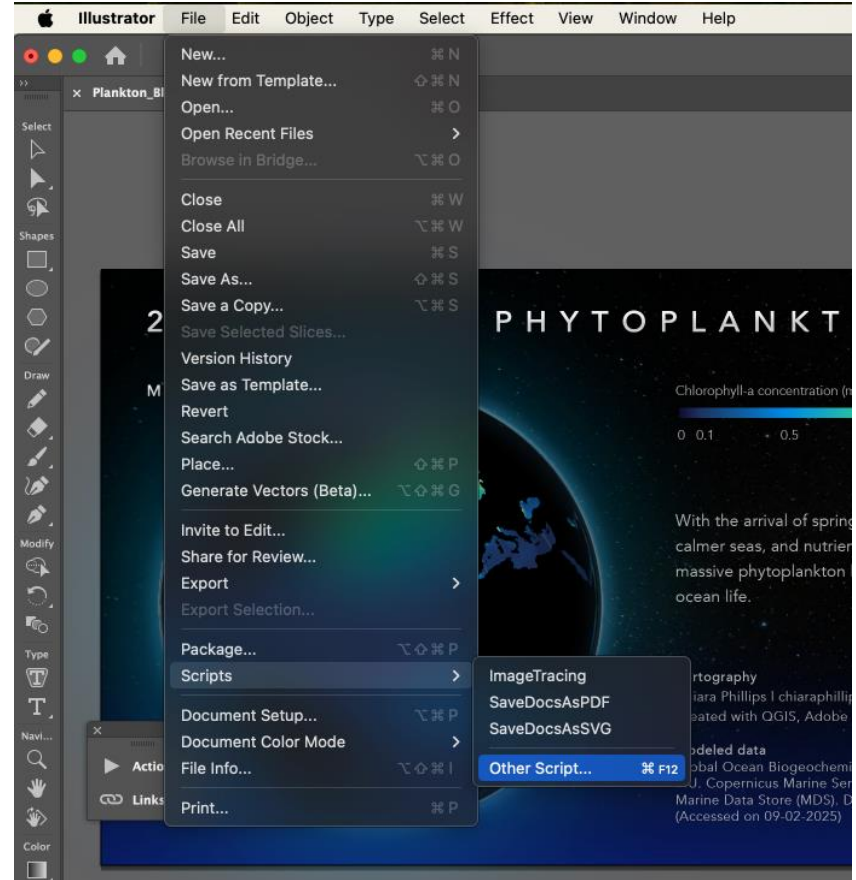 Illustrator File Edit Object Type Select Effect View Window Help
× Plankton_Bl
Select
Shapes
Draw
Modify
Type
Navi...
Color
New... ⌘ N
New from Template... ⇧ ⌘ N
Open... ⌘ O
Open Recent Files >
Browse in Bridge... ⌥ ⌘ O
Close ⌘ W
Close All ⌥ ⌘ W
Save ⌘ S
Save As... ⇧ ⌘ S
Save a Copy... ⌥ ⌘ S
Save Selected Slices...
Version History
Save as Template...
Revert
Search Adobe Stock...
Place... ⇧ ⌘ P
Generate Vectors (Beta)... ⌥ ⇧ ⌘ G
Invite to Edit...
Share for Review...
Export >
Export Selection...
Package... ⌥ ⇧ ⌘ P
Scripts >
Document Setup... ⌥ ⌘ P
Document Color Mode >
File Info... ⌥ ⇧ ⌘ I
Print... ⌘ P
ImageTracing
SaveDocsAsPDF
SaveDocsAsSVG
Other Script... ⌘ F12
Actio
Links
2 PHYTOPLANKT
M
Chlorophyll-a concentration (m
0 0.1 0.5
With the arrival of spring
calmer seas, and nutrien
massive phytoplankton
ocean life.
rtography
iara Phillips | chiaraphillip
eated with QGIS, Adobe
odeled data
obal Ocean Biogeochemi
U. Copernicus Marine Ser
Marine Data Store (MDS). D
(Accessed on 09-02-2025)